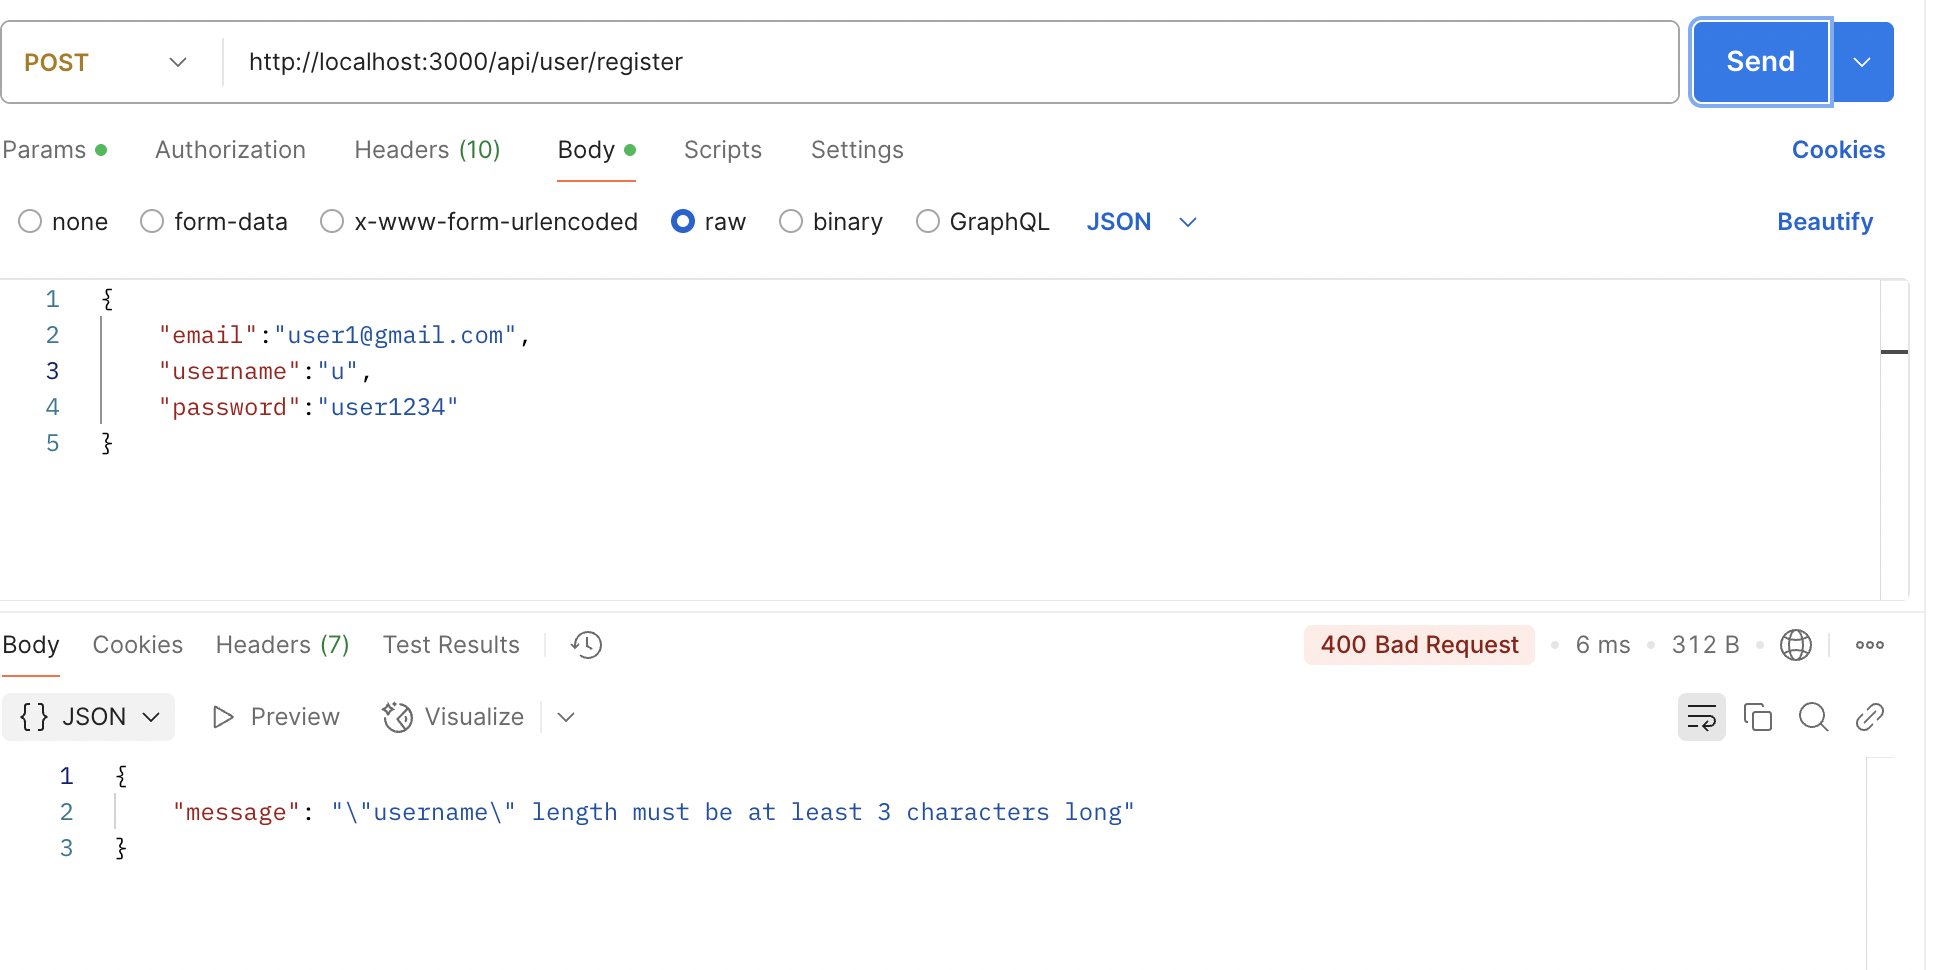 POST http://localhost:3000/api/user/register Send
Params Authorization Headers (10) Body Scripts Settings Cookies
none form-data x-www-form-urlencoded raw binary GraphQL JSON Beautify
1 {
2 "email":"user1@gmail.com",
3 "username":"u",
4 "password":"user1234"
5 }
Body Cookies Headers (7) Test Results 400 Bad Request • 6 ms • 312 B •
{} JSON Preview Visualize
1 {
2 "message": "\"username\" length must be at least 3 characters long"
3 }